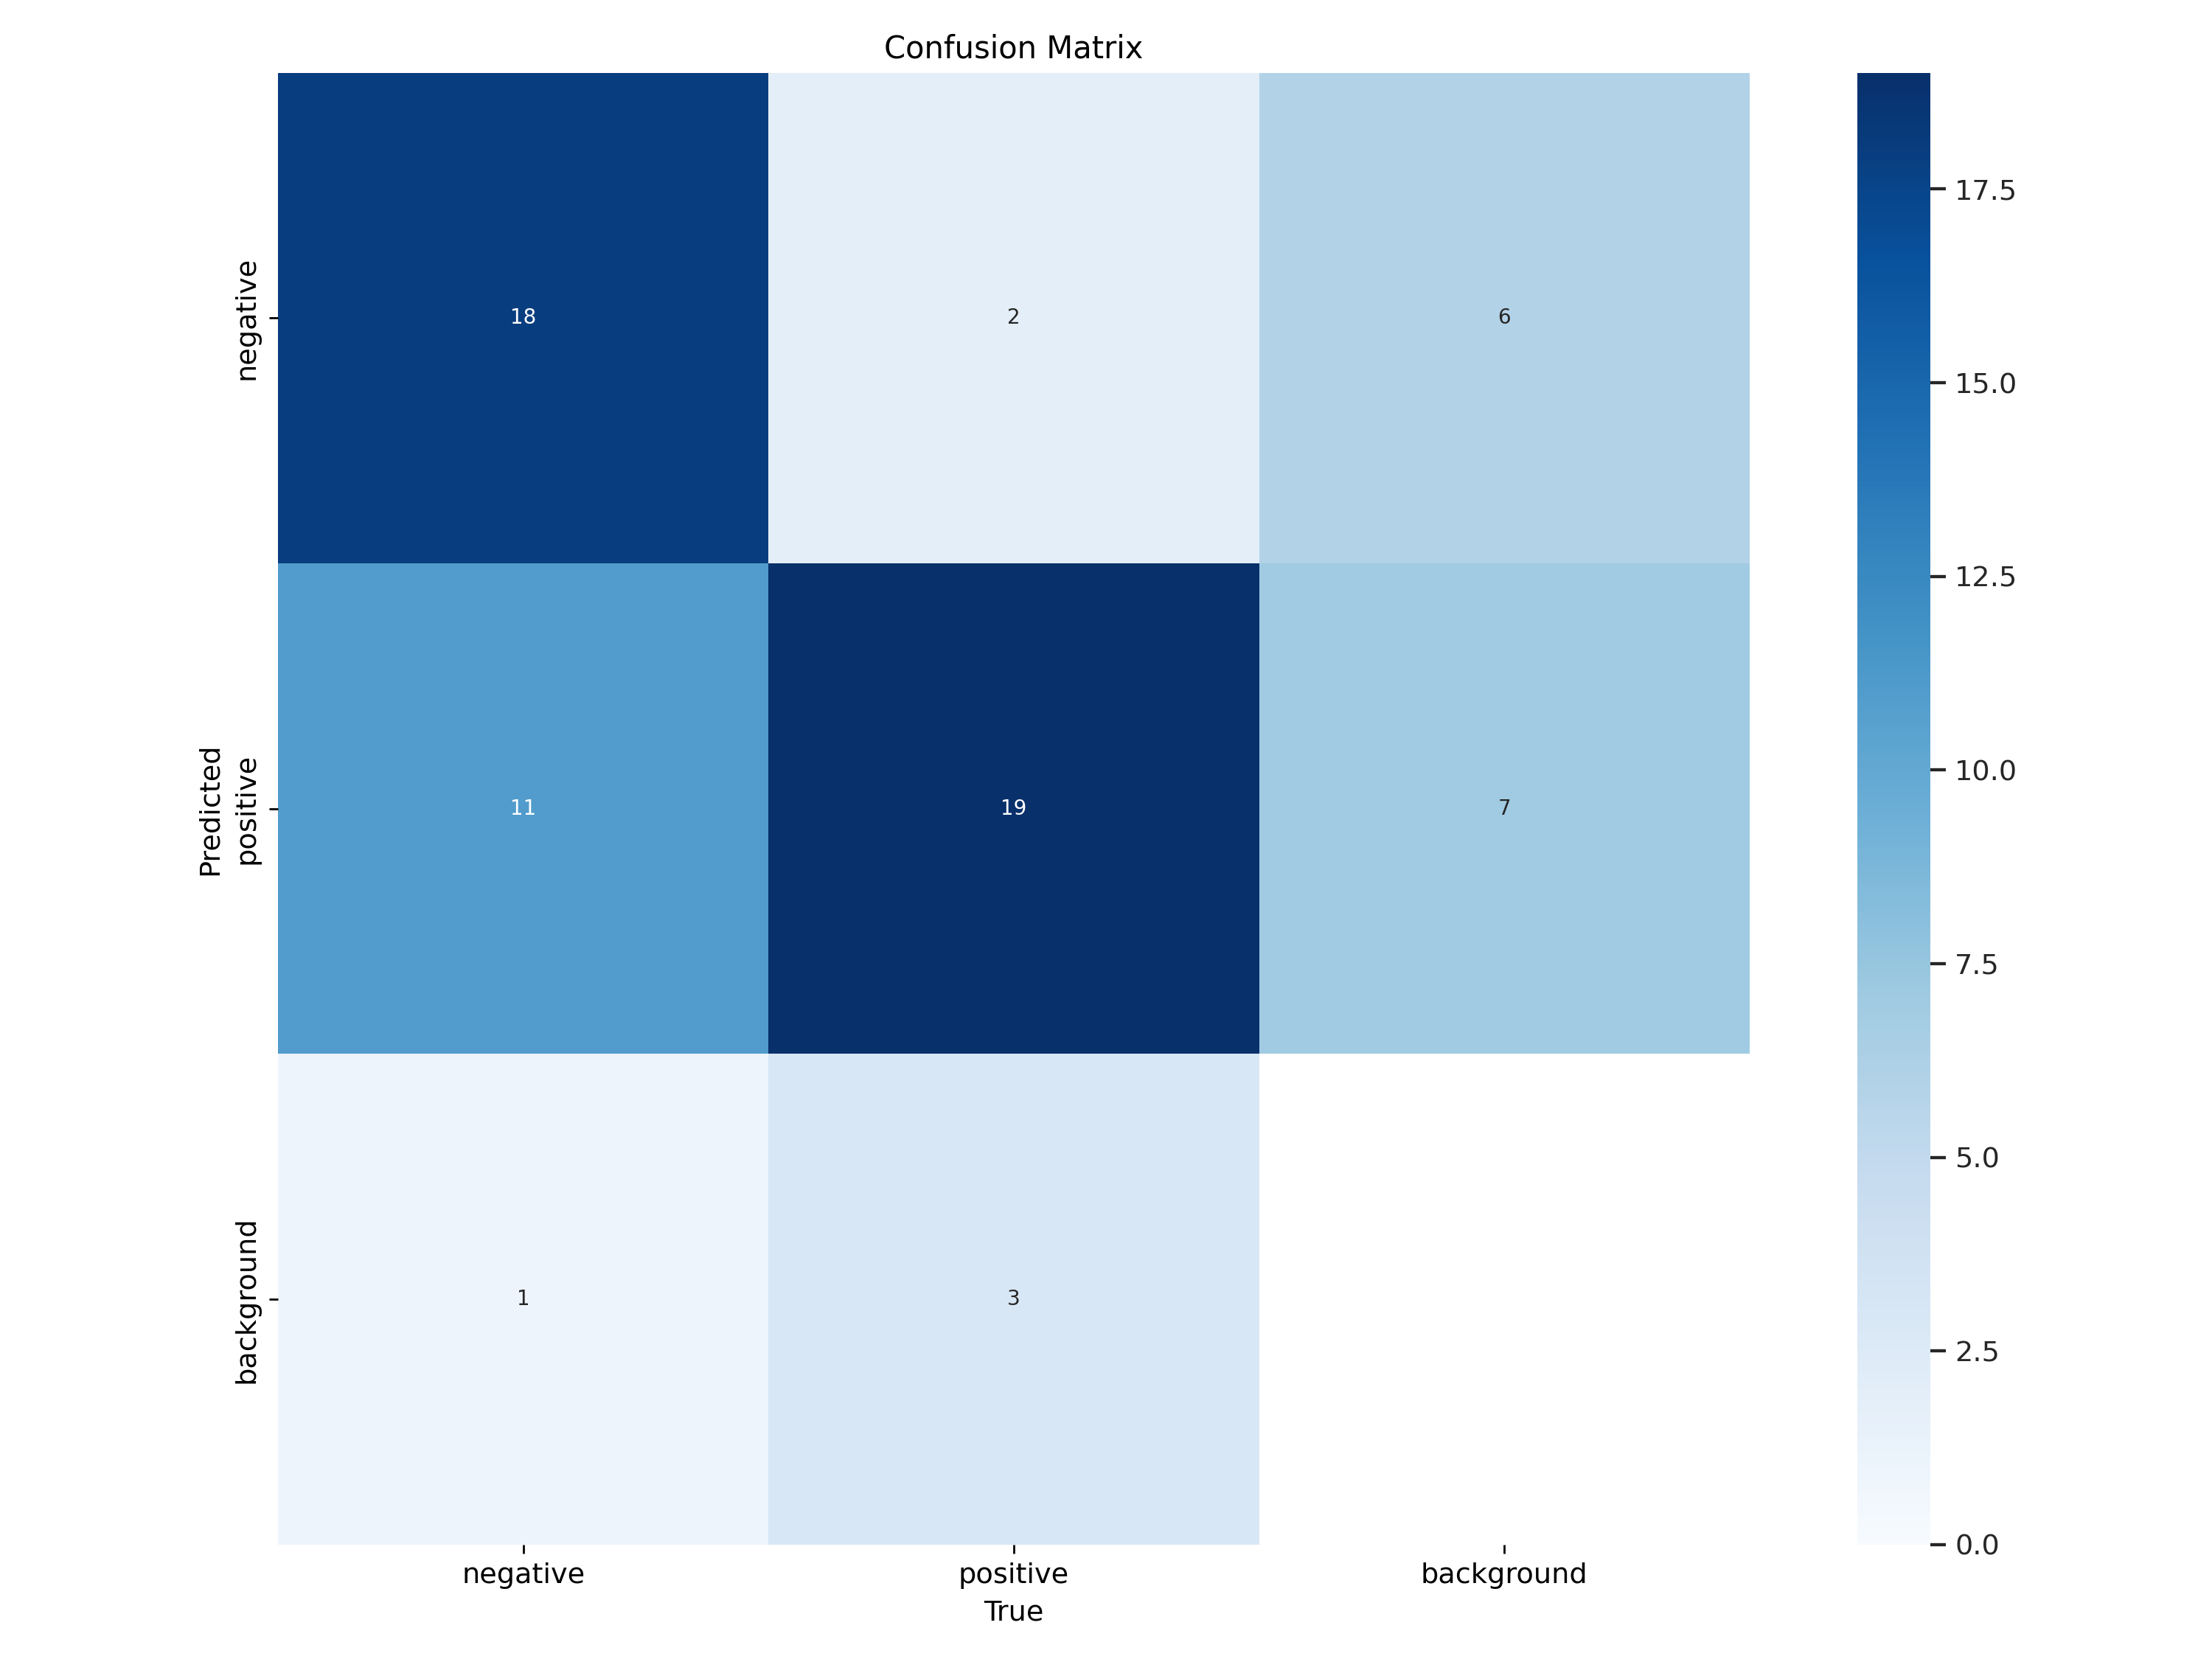 Confusion Matrix
negative
18
2
6
Predicted
positive
11
19
7
background
1
3
negative
positive
background
True
17.5
15.0
12.5
10.0
7.5
5.0
2.5
0.0